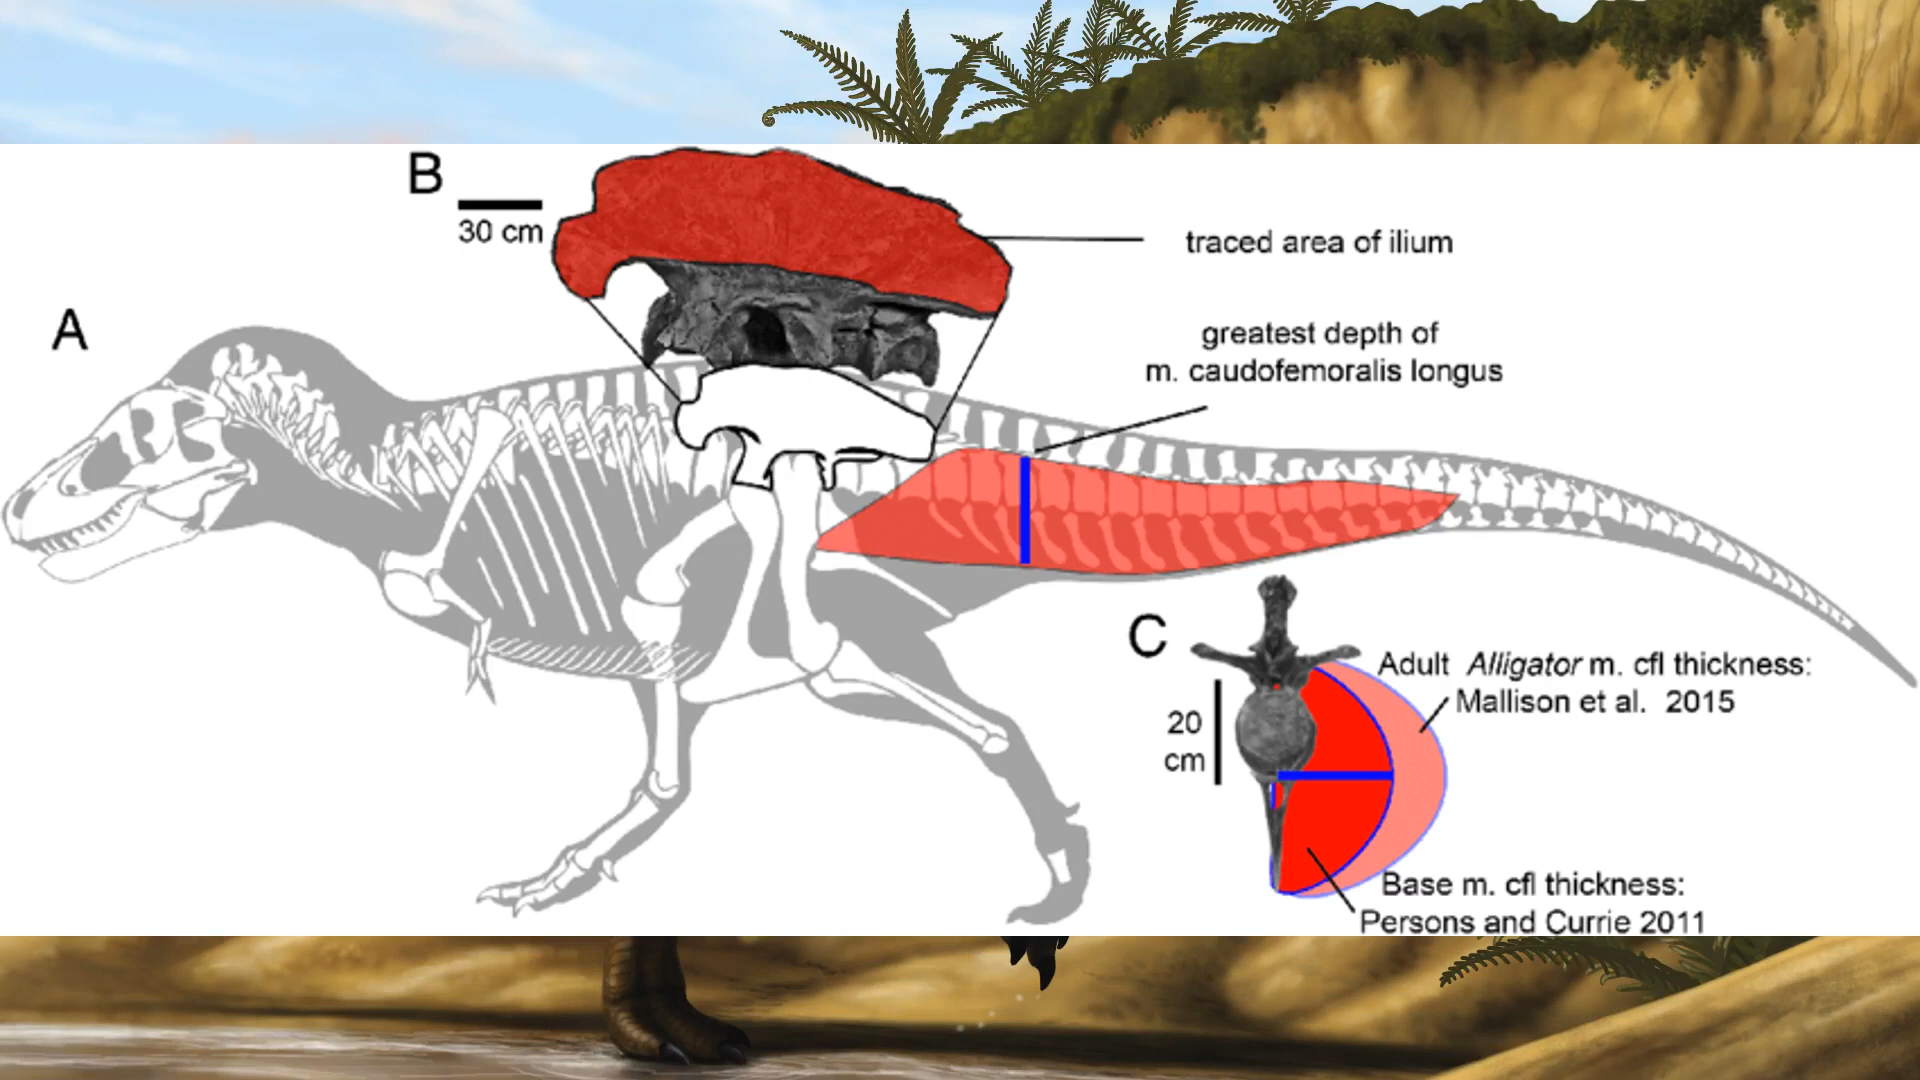 B
30 cm
traced area of ilium
greatest depth of
m. caudofemoralis longus
A
C
20
cm
Adult Alligator m. cfl thickness:
Mallison et al. 2015
Base m. cfl thickness:
Persons and Currie 2011